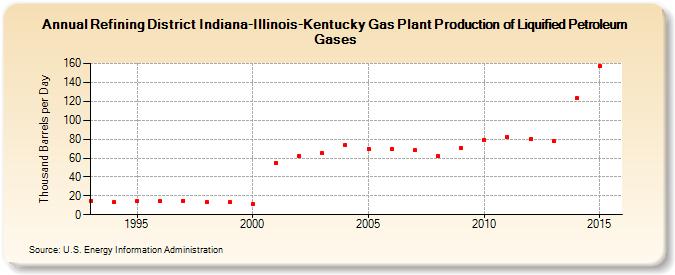 Annual Refining District Indiana-Illinois-Kentucky Gas Plant Production of Liquified Petroleum
Gases
Thousand Barrels per Day
160
140
120
100
80
60
40
20
0
1995 2000 2005 2010 2015
Source: U.S. Energy Information Administration